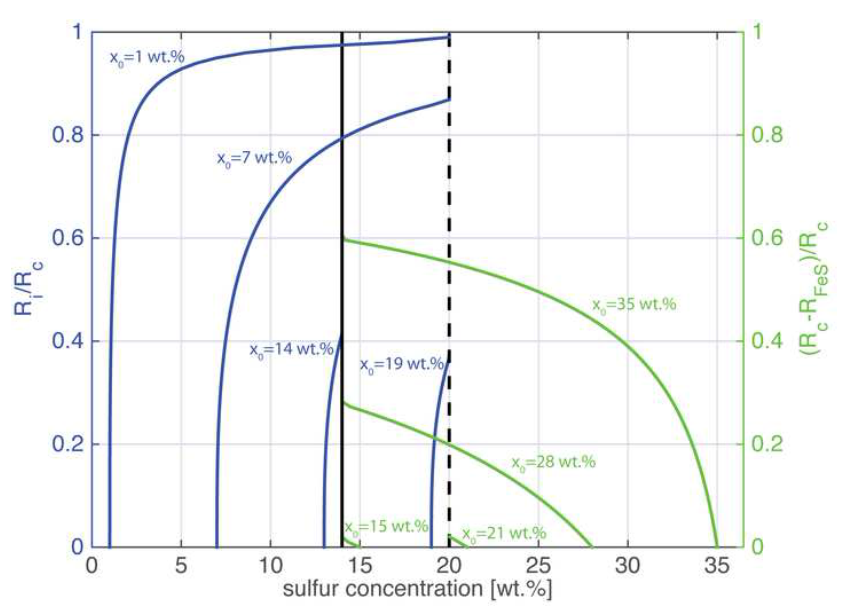 1
0.8
0.6
0.4
0.2
0
R_i/R_c
x_0=1 wt.%
x_0=7 wt.%
x_0=14 wt.%
x_0=19 wt.%
x_0=35 wt.%
x_0=28 wt.%
x_0=15 wt.%
x_0=21 wt.%
1
0.8
0.6
0.4
0.2
0
(R_c-R_FeS)/R_c
0 5 10 15 20 25 30 35
sulfur concentration [wt.%]